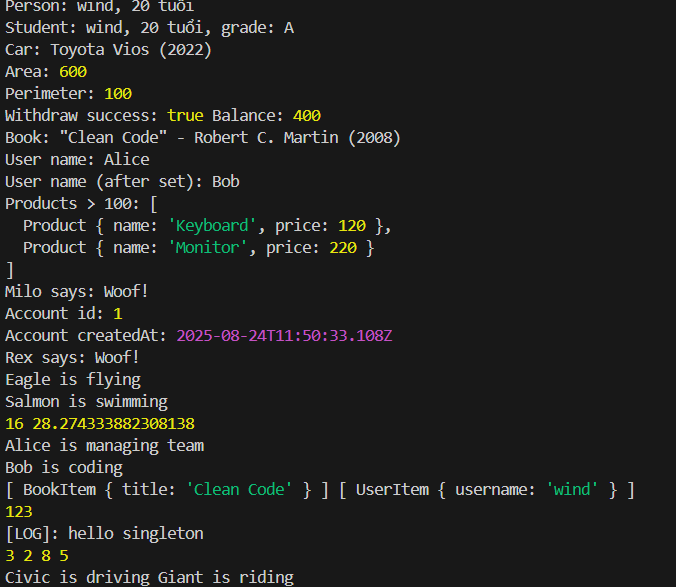 Person: wind, 20 tuổi
Student: wind, 20 tuổi, grade: A
Car: Toyota Vios (2022)
Area: 600
Perimeter: 100
Withdraw success: true Balance: 400
Book: "Clean Code" - Robert C. Martin (2008)
User name: Alice
User name (after set): Bob
Products > 100: [
  Product { name: 'Keyboard', price: 120 },
  Product { name: 'Monitor', price: 220 }
]
Milo says: Woof!
Account id: 1
Account createdAt: 2025-08-24T11:50:33.108Z
Rex says: Woof!
Eagle is flying
Salmon is swimming
16 28.274333882308138
Alice is managing team
Bob is coding
[ BookItem { title: 'Clean Code' } ] [ UserItem { username: 'wind' } ]
123
[LOG]: hello singleton
3 2 8 5
Civic is driving Giant is riding